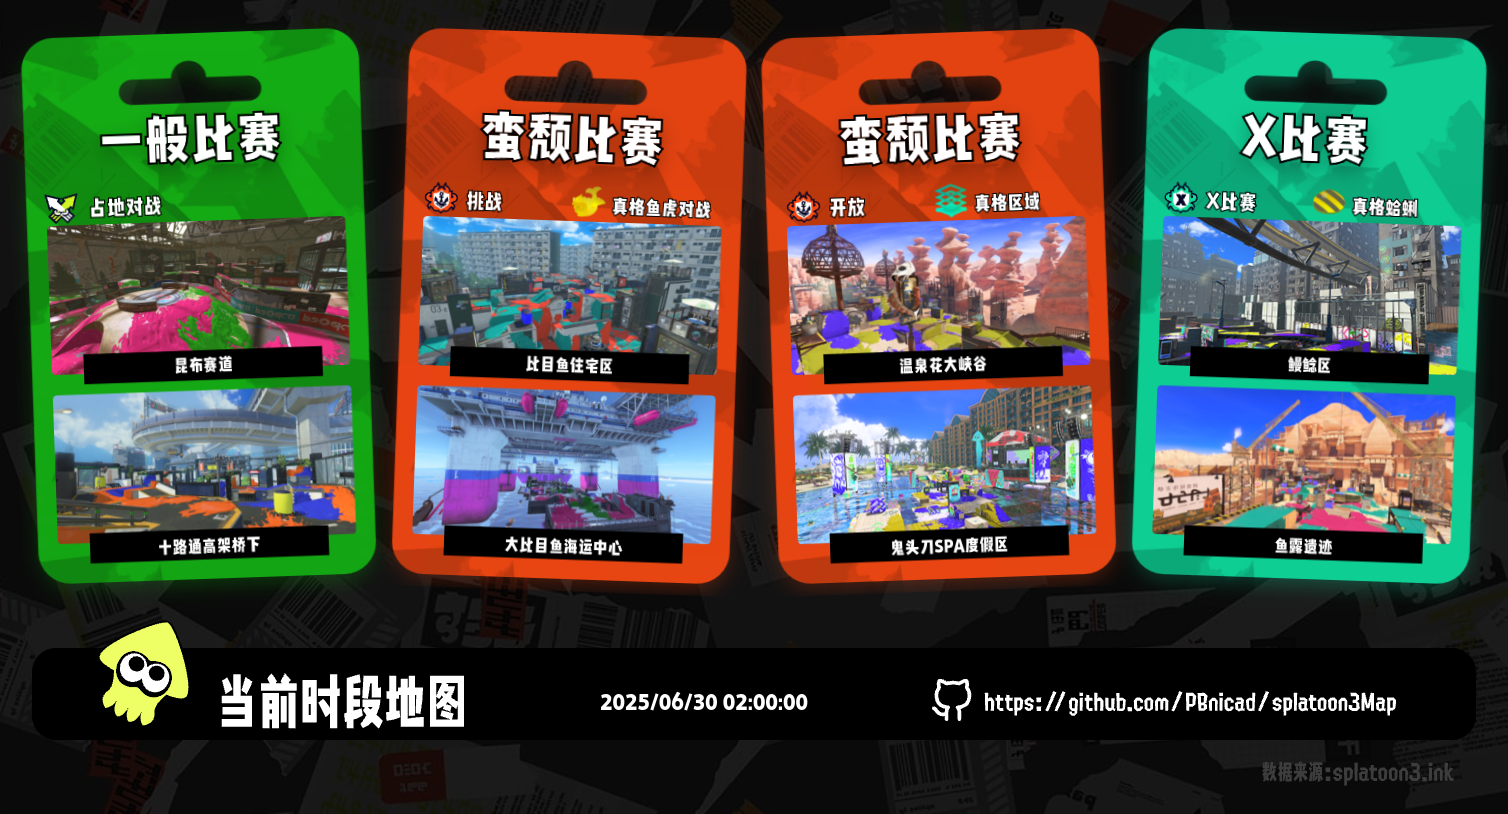 一般比赛
占地对战
昆布赛道
十路通高架桥下
蛮颓比赛
挑战
真格鱼虎对战
比目鱼住宅区
大比目鱼海运中心
蛮颓比赛
开放
真格区域
温泉花大峡谷
鬼头刀SPA度假区
X比赛
X比赛
真格蛤蜊
鳗鲶区
鱼露遗迹
当前时段地图
2025/06/30 02:00:00
https://github.com/PBnicad/splatoon3Map
数据来源:splatoon3.ink